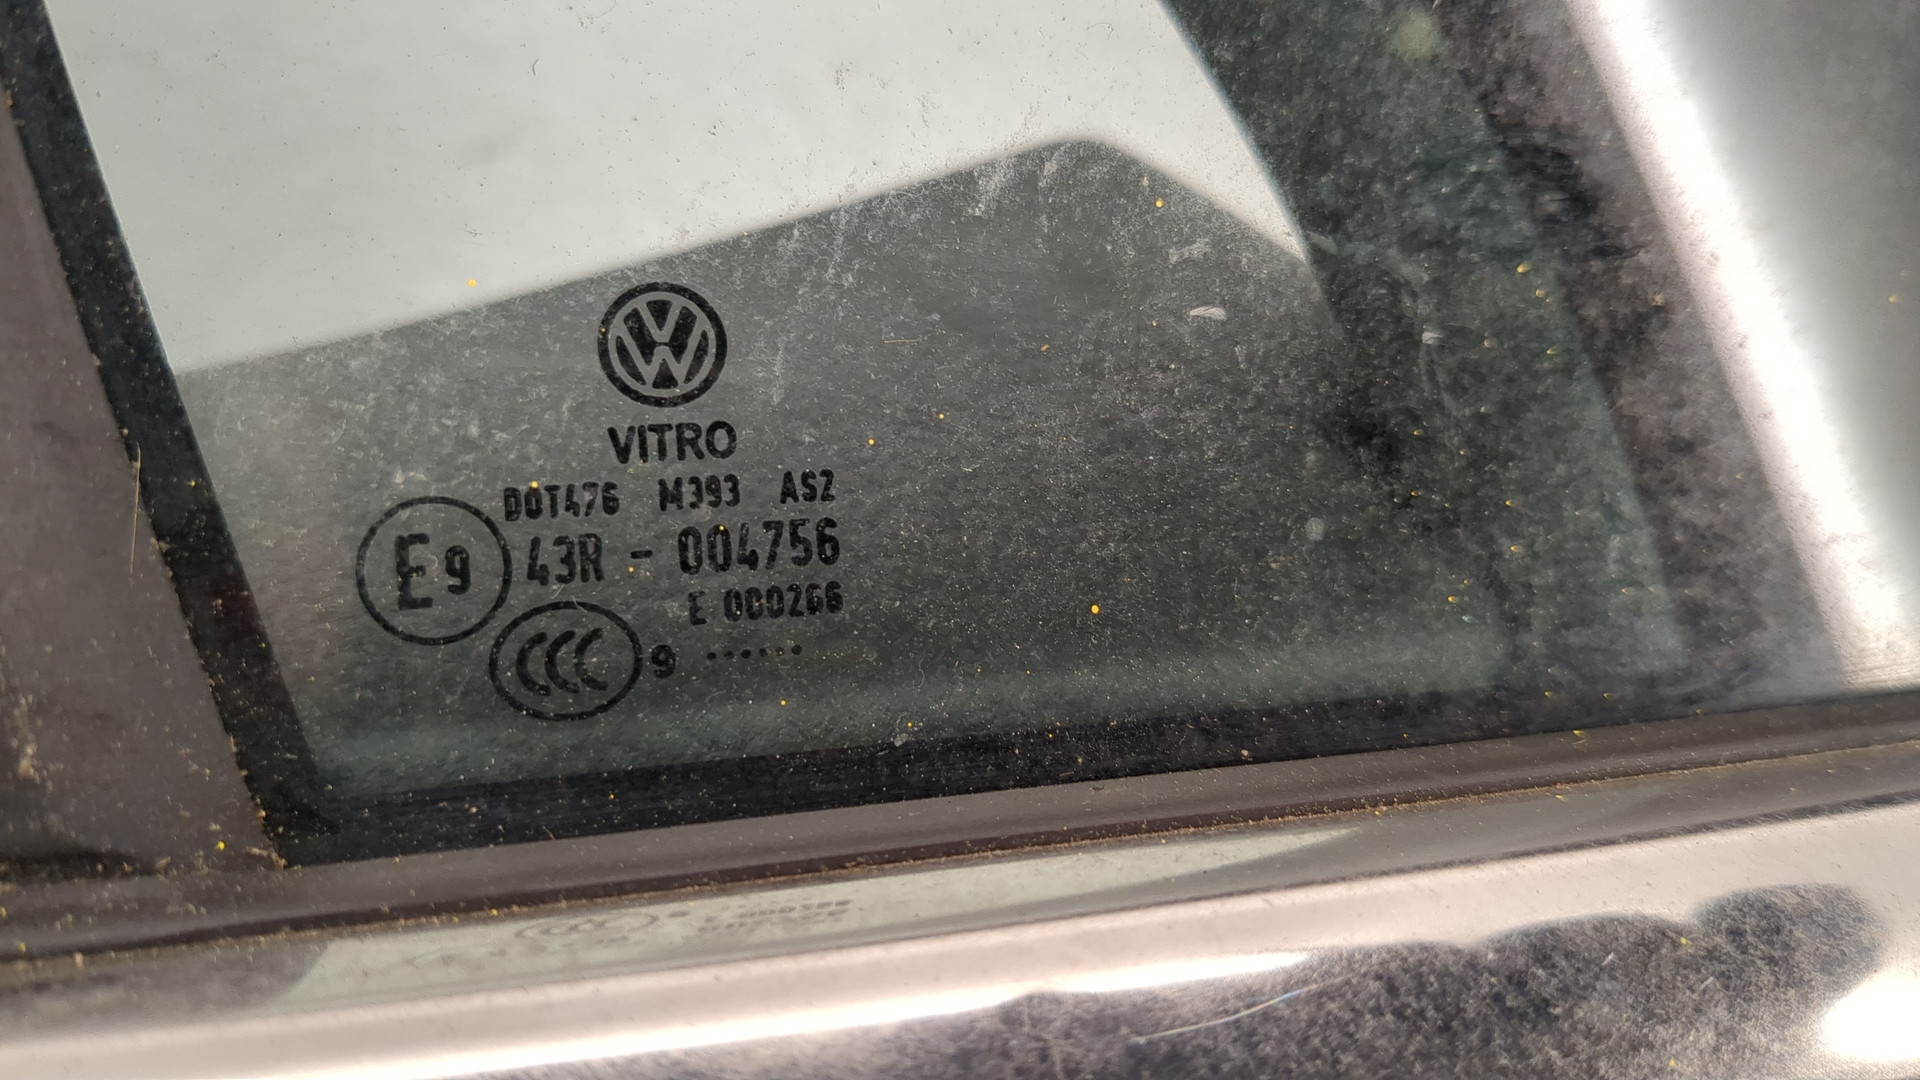 VITRO
DOT476 M393 AS2
E9 43R - 004756
E 000266
CCC 9 ••••••